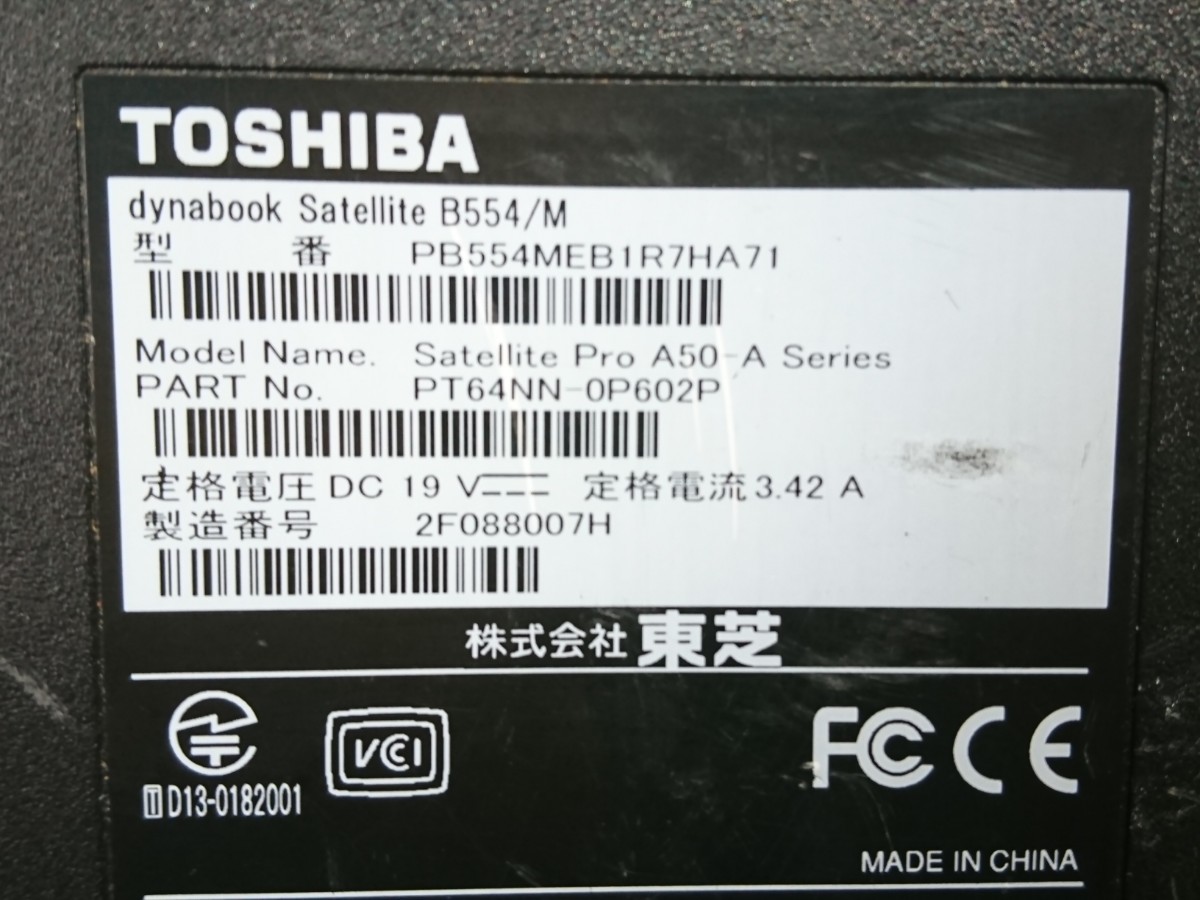 TOSHIBA
dynabook Satellite B554/M
型 番 PB554MEB1R7HA71
Model Name. Satellite Pro A50-A Series
PART No. PT64NN-0P602P
定格電圧 DC 19 V 定格電流 3.42 A
製造番号 2F088007H
株式会社 東芝
VCI FC CE
T D13-0182001
MADE IN CHINA